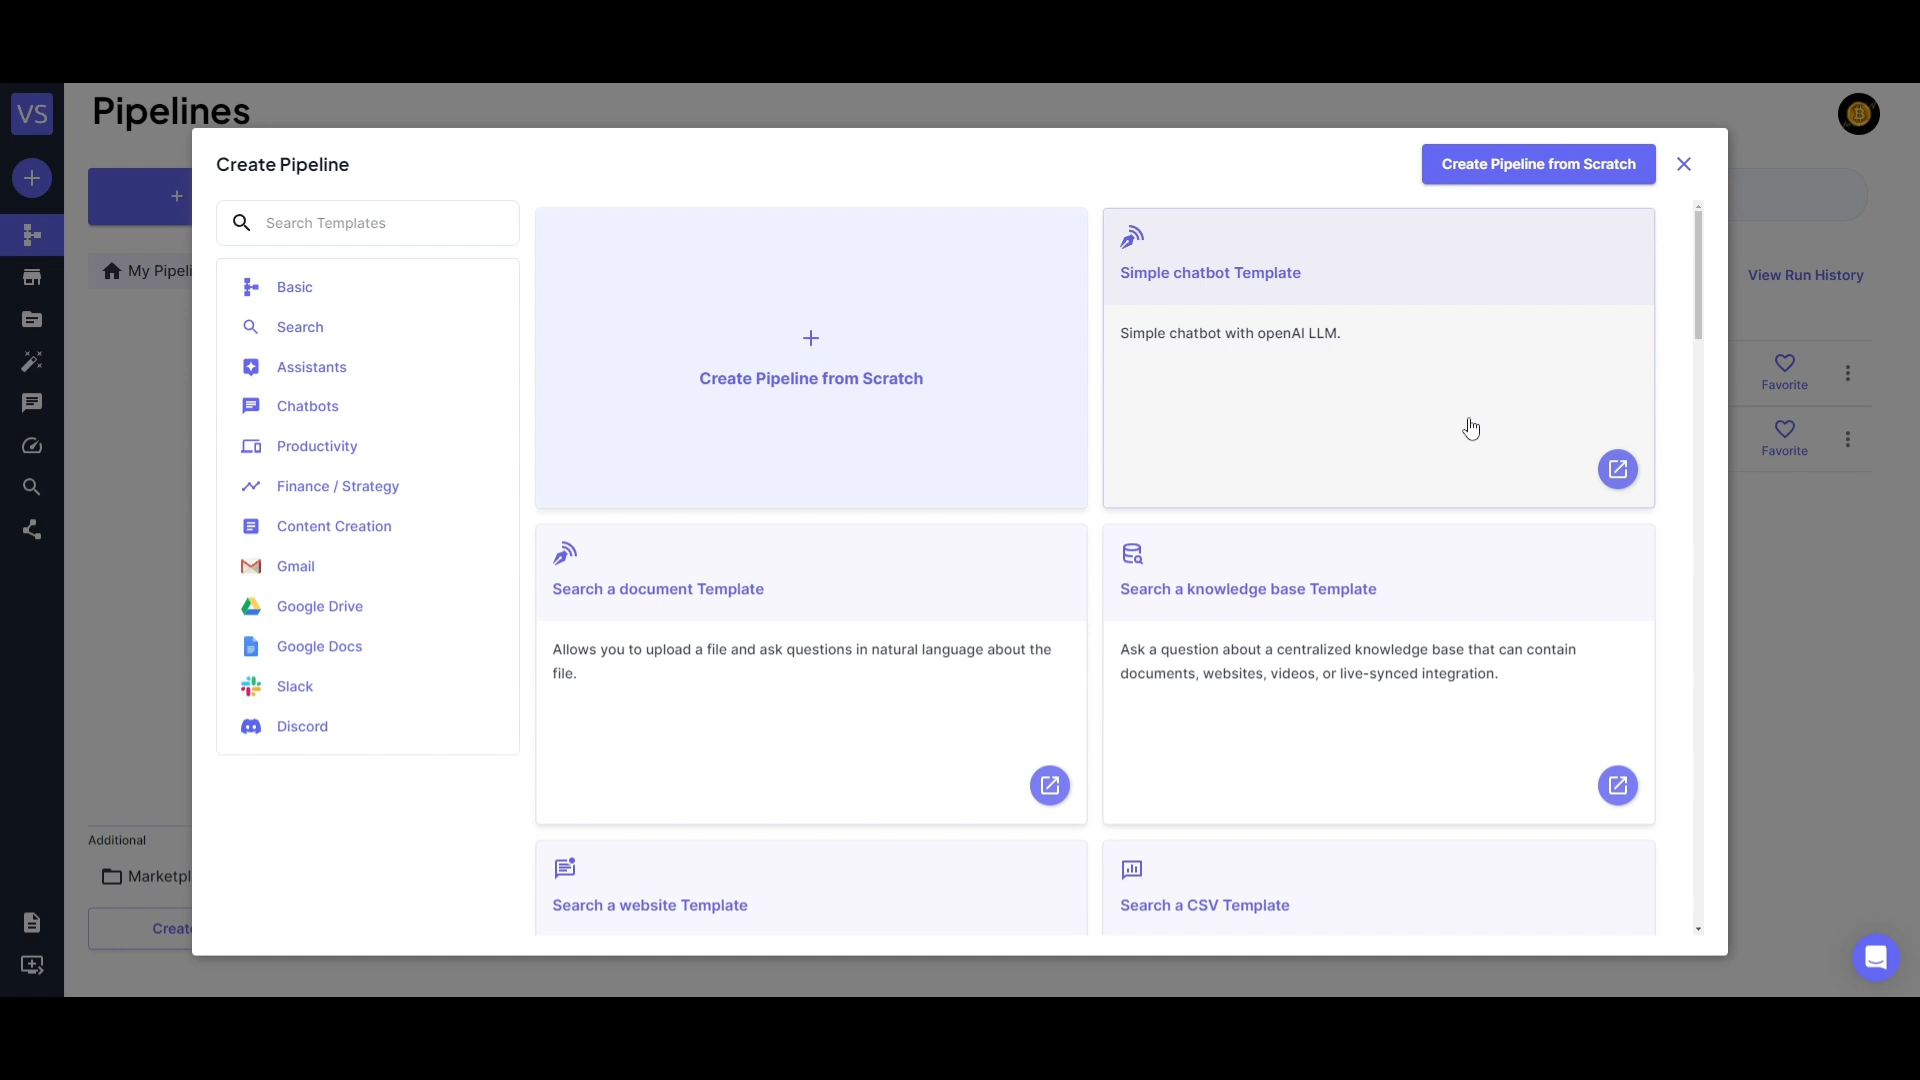 VS
Pipelines
Create Pipeline
Create Pipeline from Scratch
Search Templates
My Pipeli
View Run History
Basic
Search
Assistants
Chatbots
Productivity
Finance / Strategy
Content Creation
Gmail
Google Drive
Google Docs
Slack
Discord
Create Pipeline from Scratch
Simple chatbot Template
Simple chatbot with openAI LLM.
Search a document Template
Allows you to upload a file and ask questions in natural language about the
file.
Search a knowledge base Template
Ask a question about a centralized knowledge base that can contain
documents, websites, videos, or live-synced integration.
Search a website Template
Search a CSV Template
Favorite
Favorite
Additional
Marketpl
Create